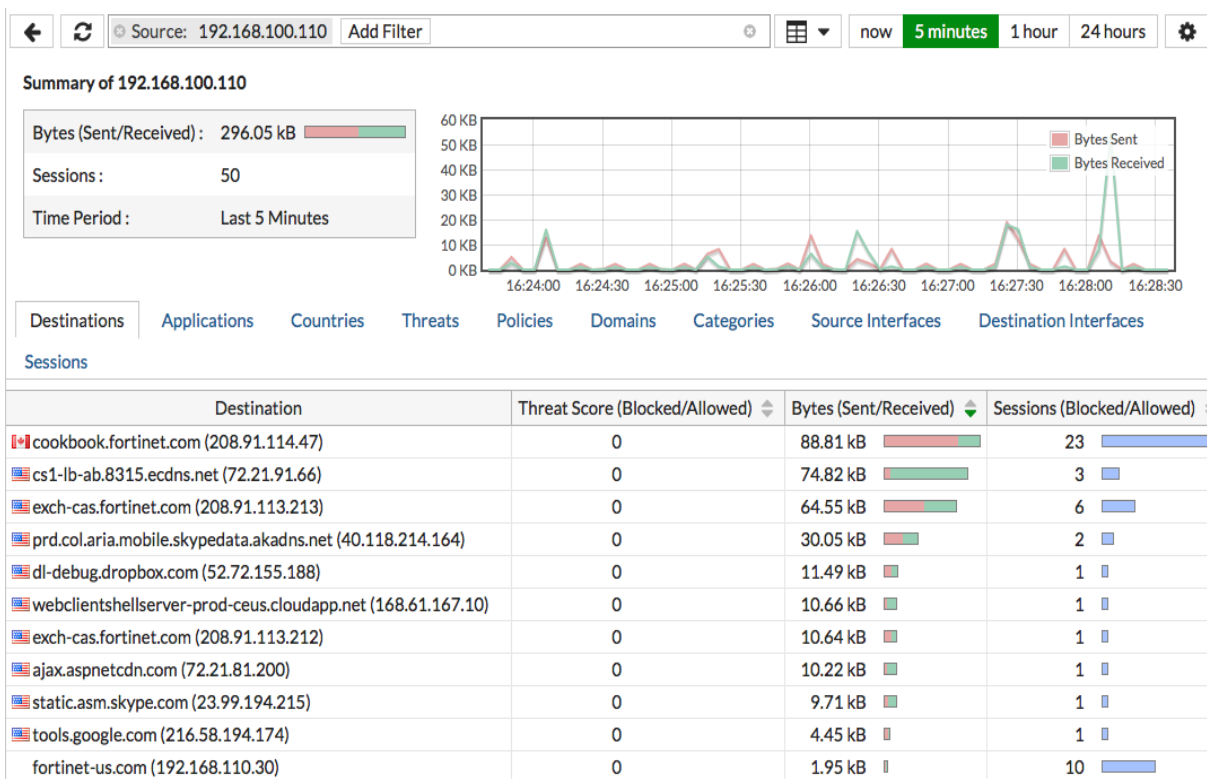 Source: 192.168.100.110 Add Filter now 5 minutes 1 hour 24 hours
Summary of 192.168.100.110
Bytes (Sent/Received) : 296.05 kB
Sessions : 50
Time Period : Last 5 Minutes
60 KB
50 KB
40 KB
30 KB
20 KB
10 KB
0 KB
Bytes Sent
Bytes Received
16:24:00 16:24:30 16:25:00 16:25:30 16:26:00 16:26:30 16:27:00 16:27:30 16:28:00 16:28:30
Destinations Applications Countries Threats Policies Domains Categories Source Interfaces Destination Interfaces
Sessions
Destination Threat Score (Blocked/Allowed) Bytes (Sent/Received) Sessions (Blocked/Allowed)
cookbook.fortinet.com (208.91.114.47) 0 88.81 kB 23
cs1-lb-ab.8315.ecdns.net (72.21.91.66) 0 74.82 kB 3
exch-cas.fortinet.com (208.91.113.213) 0 64.55 kB 6
prd.col.aria.mobile.skypedata.akadns.net (40.118.214.164) 0 30.05 kB 2
dl-debug.dropbox.com (52.72.155.188) 0 11.49 kB 1
webclientshellserver-prod-ceus.cloudapp.net (168.61.167.10) 0 10.66 kB 1
exch-cas.fortinet.com (208.91.113.212) 0 10.64 kB 1
ajax.aspnetcdn.com (72.21.81.200) 0 10.22 kB 1
static.asm.skype.com (23.99.194.215) 0 9.71 kB 1
tools.google.com (216.58.194.174) 0 4.45 kB 1
fortinet-us.com (192.168.110.30) 0 1.95 kB 10